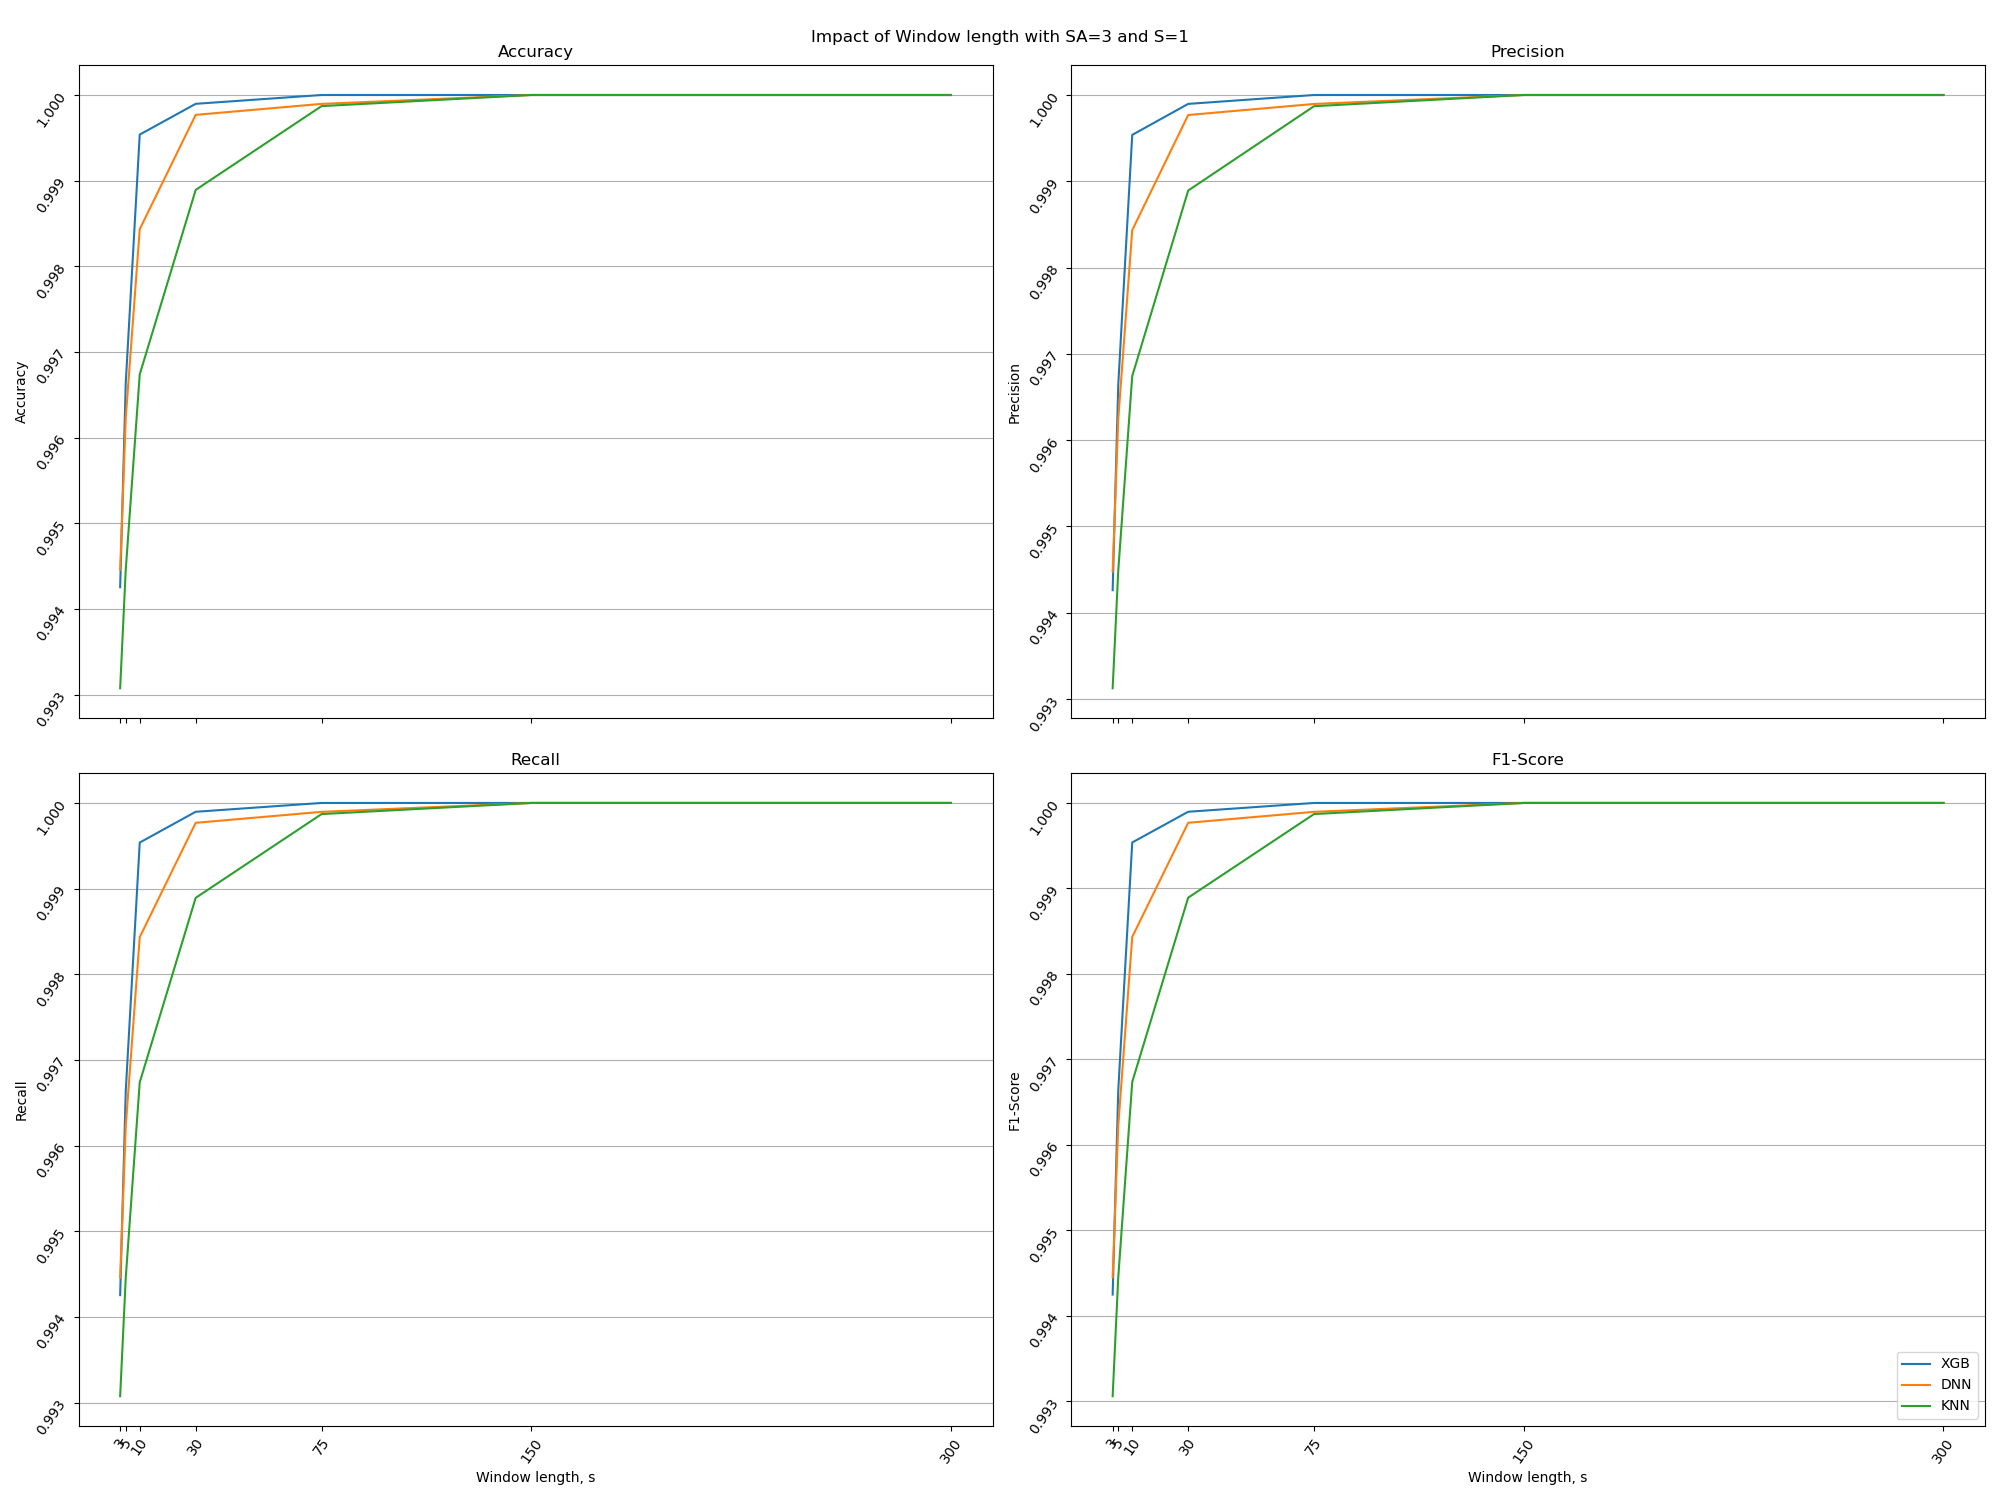 Impact of Window length with SA=3 and S=1
Accuracy
Accuracy
1.000
0.999
0.998
0.997
0.996
0.995
0.994
0.993
Precision
Precision
1.000
0.999
0.998
0.997
0.996
0.995
0.994
0.993
Recall
Recall
1.000
0.999
0.998
0.997
0.996
0.995
0.994
0.993
3 5 10 30 75 150 300
Window length, s
F1-Score
F1-Score
1.000
0.999
0.998
0.997
0.996
0.995
0.994
0.993
XGB
DNN
KNN
3 5 10 30 75 150 300
Window length, s